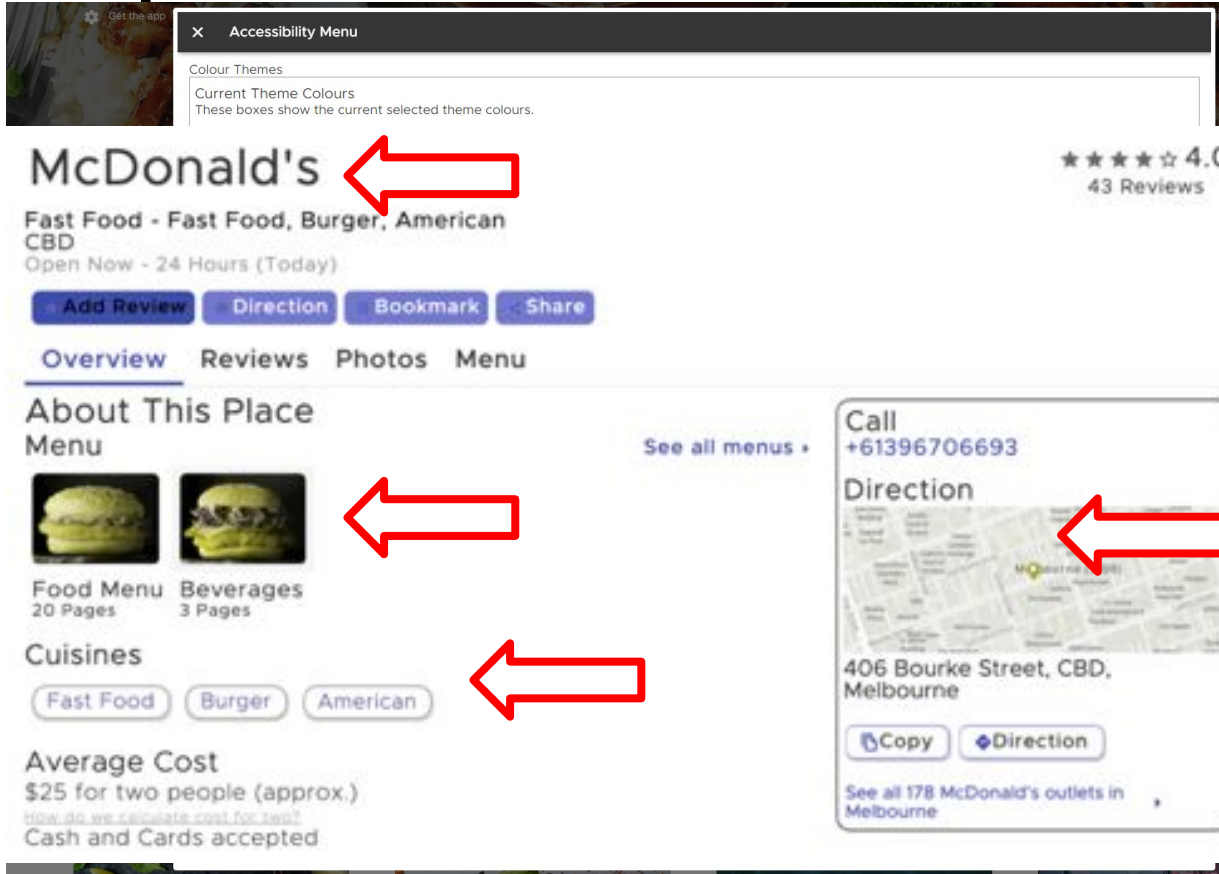 Get the app
Accessibility Menu
Colour Themes
Current Theme Colours
These boxes show the current selected theme colours.
McDonald's
4.0
43 Reviews
Fast Food - Fast Food, Burger, American
CBD
Open Now - 24 Hours (Today)
Add Review Direction Bookmark Share
Overview Reviews Photos Menu
About This Place
Menu
See all menus
Food Menu
20 Pages
Beverages
3 Pages
Cuisines
Fast Food Burger American
Average Cost
$25 for two people (approx.)
How do we calculate cost for two?
Cash and Cards accepted
Call
+61396706693
Direction
406 Bourke Street, CBD,
Melbourne
Copy Direction
See all 178 McDonald's outlets in
Melbourne